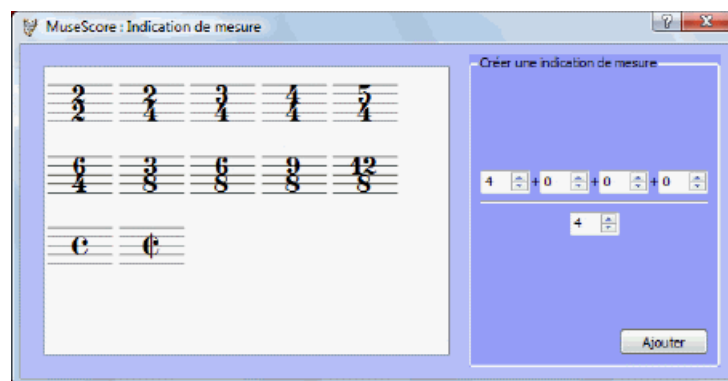 MuseScore : Indication de mesure
Créer une indication de mesure
2 2 3 4 5
2 4 4 4 4
6 3 6 9 12
4 8 8 8 8
4 + 0 + 0 + 0
4
Ajouter